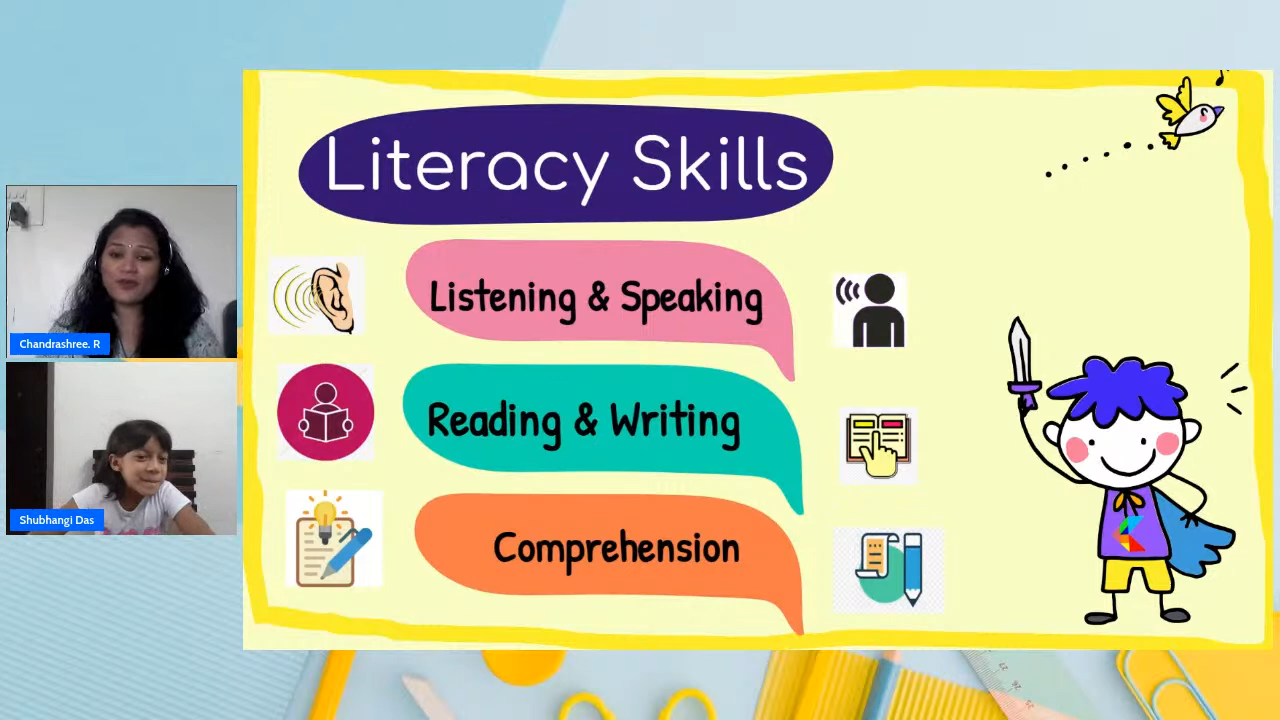 Literacy Skills
Listening & Speaking
Reading & Writing
Comprehension
Chandrashree. R
Shubhangi Das